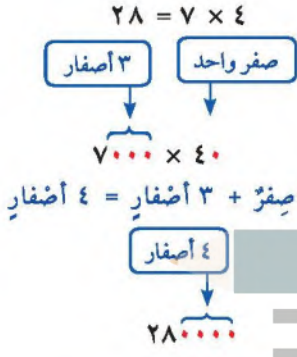 ٢٨ = ٧ × ٤
٣ أصفار صفر واحد
٧٠٠٠ × ٤٠
صِفرٌ + ٣ أصْفارٍ = ٤ أصْفارٍ
٤ أصفار
٢٨٠٠٠٠